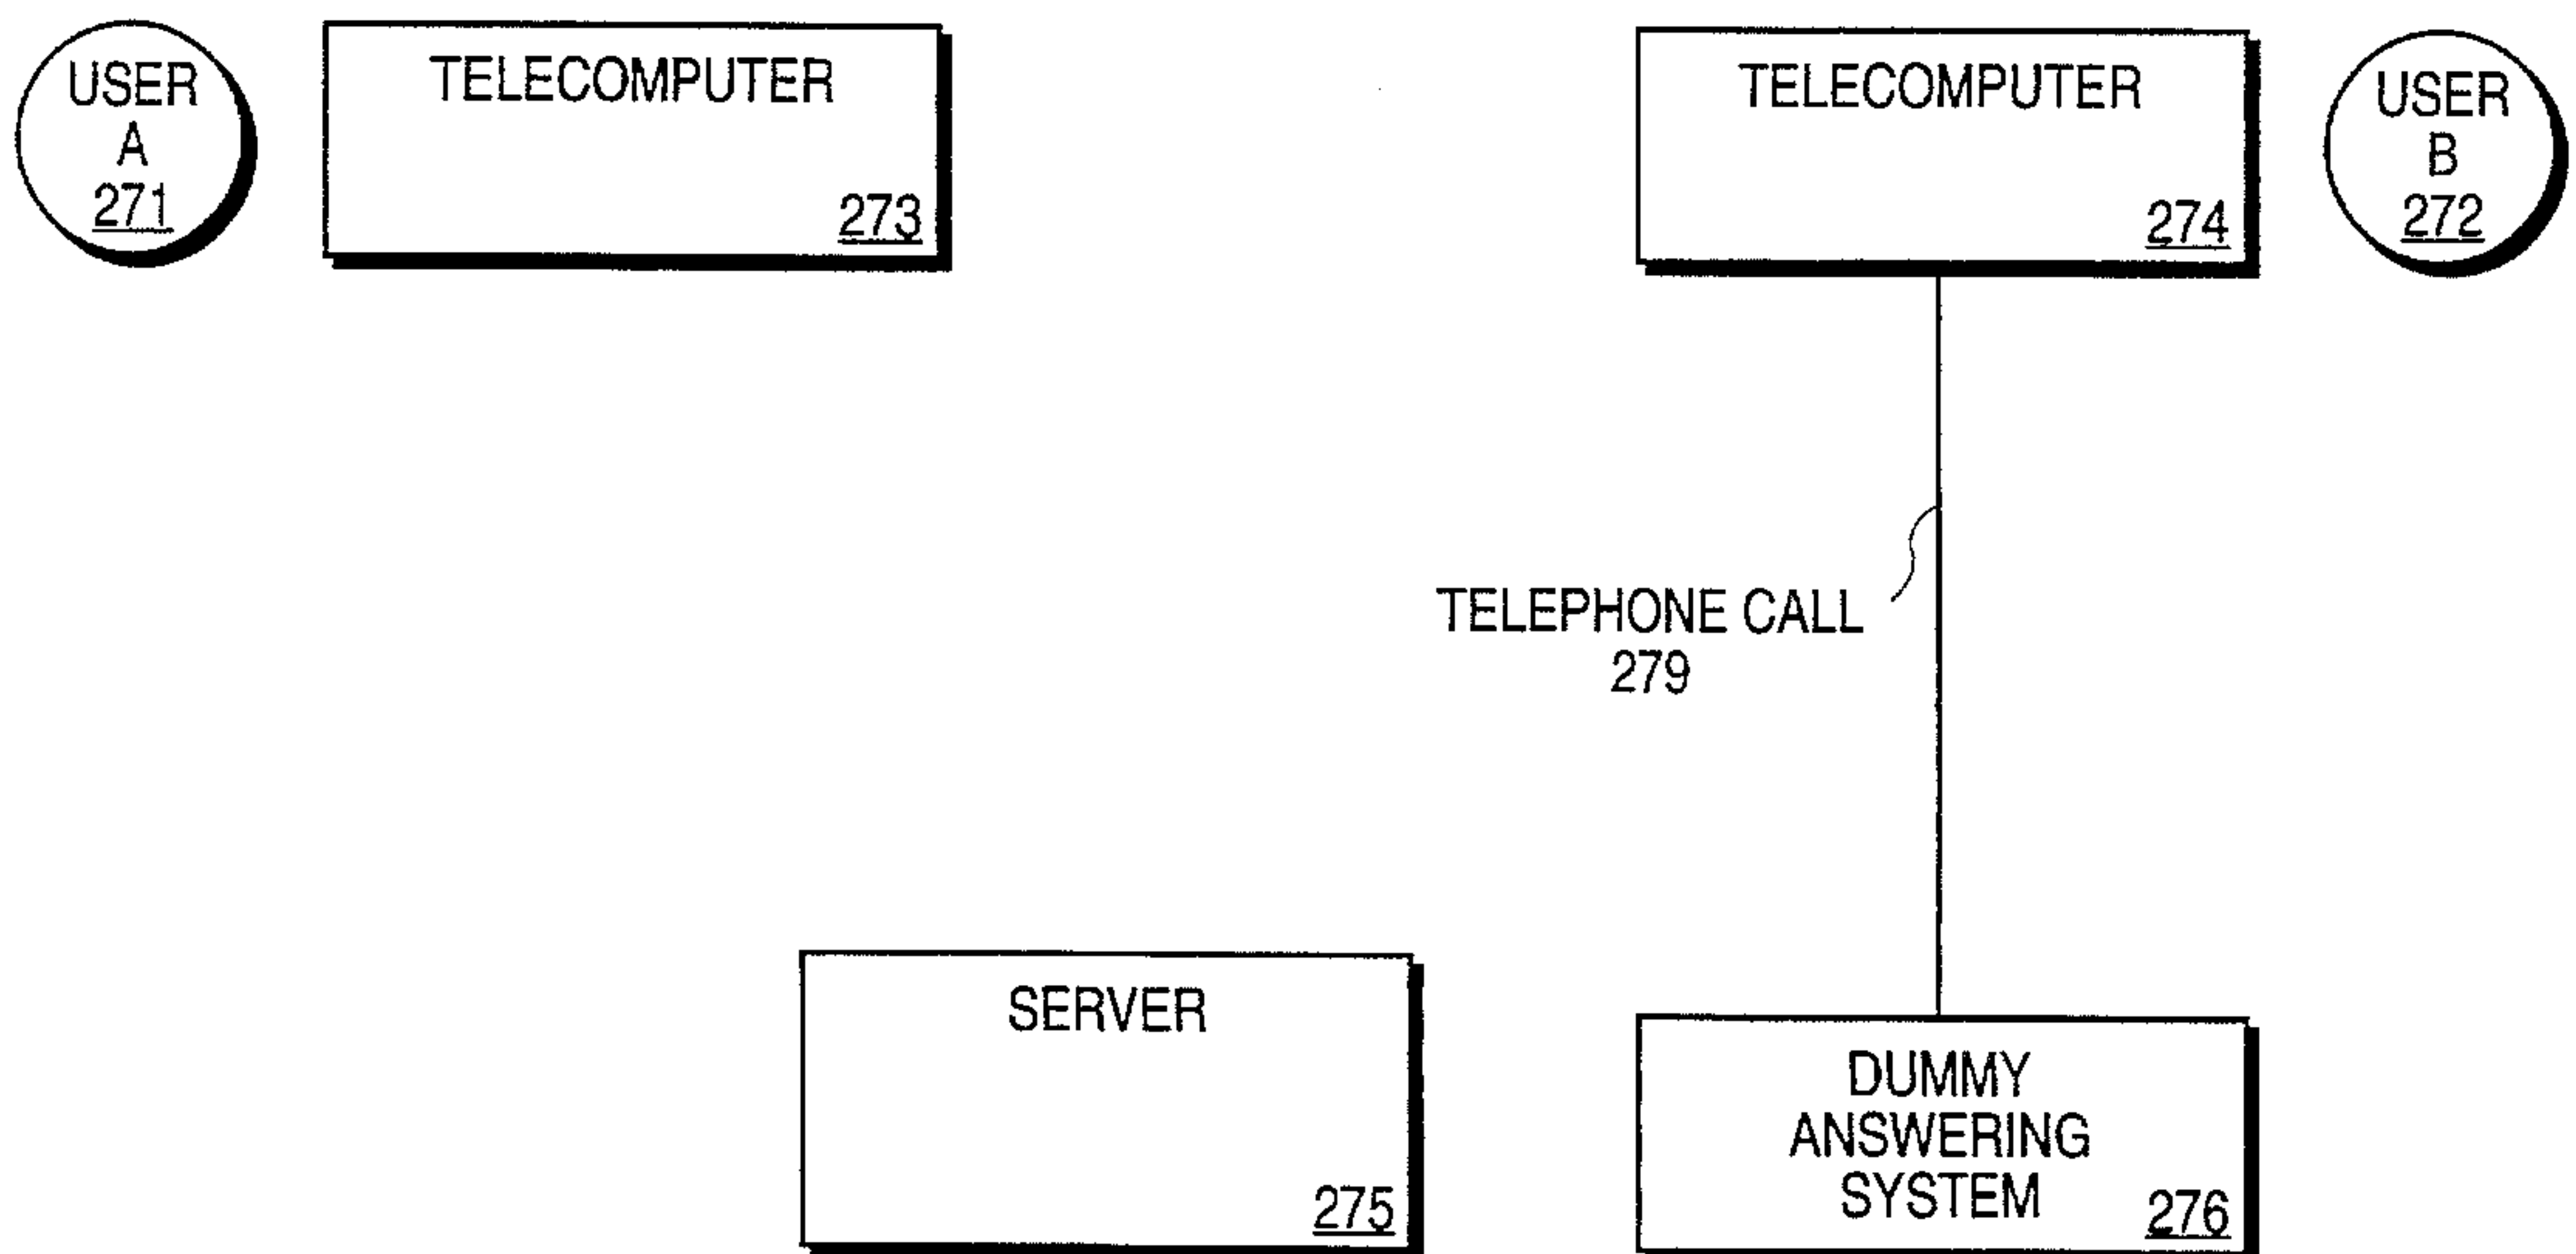 USER
A
271
TELECOMPUTER
273
TELECOMPUTER
274
USER
B
272
TELEPHONE CALL
279
SERVER
275
DUMMY
ANSWERING
SYSTEM
276